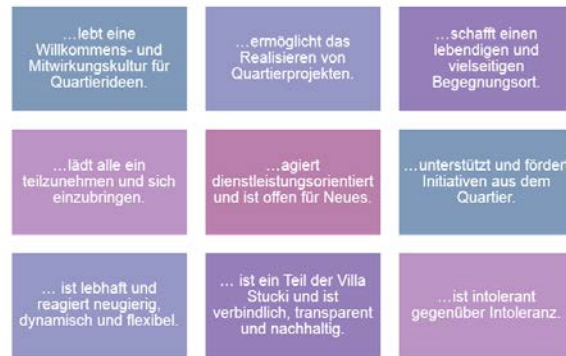 …lebt eine
Willkommens- und
Mitwirkungskultur für
Quartierideen.
…ermöglicht das
Realisieren von
Quartierprojekten.
…schafft einen
lebendigen und
vielseitigen
Begegnungsort.
…lädt alle ein
teilzunehmen und sich
einzubringen.
…agiert
dienstleistungsorientiert
und ist offen für Neues.
…unterstützt und fördert
Initiativen aus dem
Quartier.
… ist lebhaft und
reagiert neugierig,
dynamisch und flexibel.
… ist ein Teil der Villa
Stucki und ist
verbindlich, transparent
und nachhaltig.
…ist intolerant
gegenüber Intoleranz.